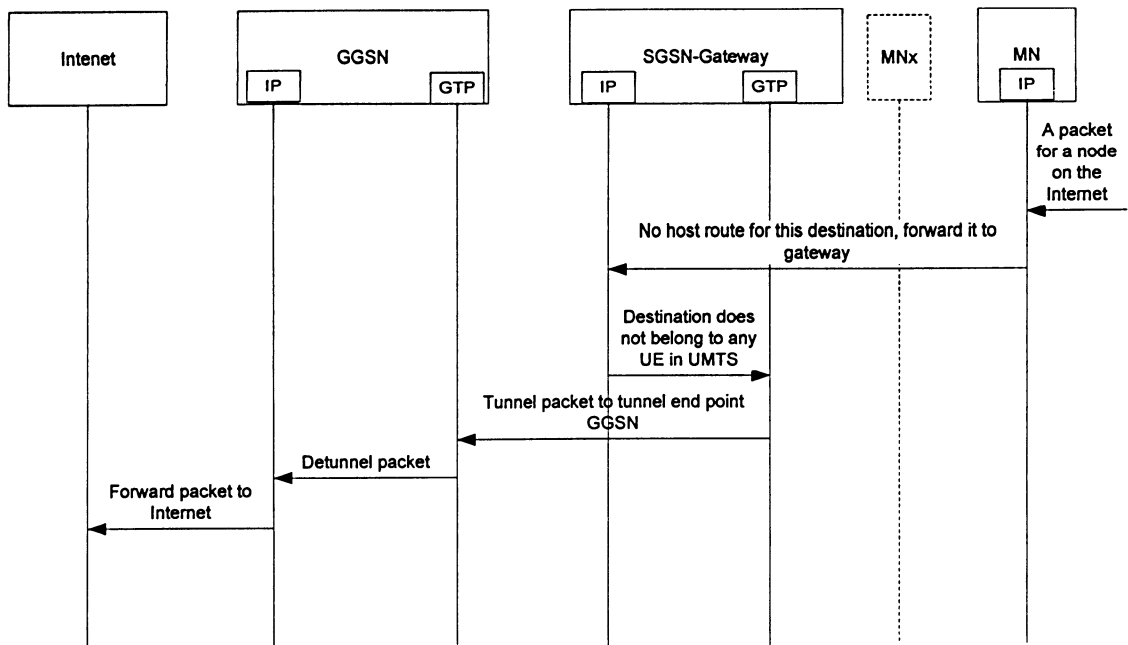 Intenet
GGSN
IP
GTP
SGSN-Gateway
IP
GTP
MNx
MN
IP
A packet
for a node
on the
Internet
No host route for this destination, forward it to
gateway
Destination does
not belong to any
UE in UMTS
Tunnel packet to tunnel end point
GGSN
Detunnel packet
Forward packet to
Internet